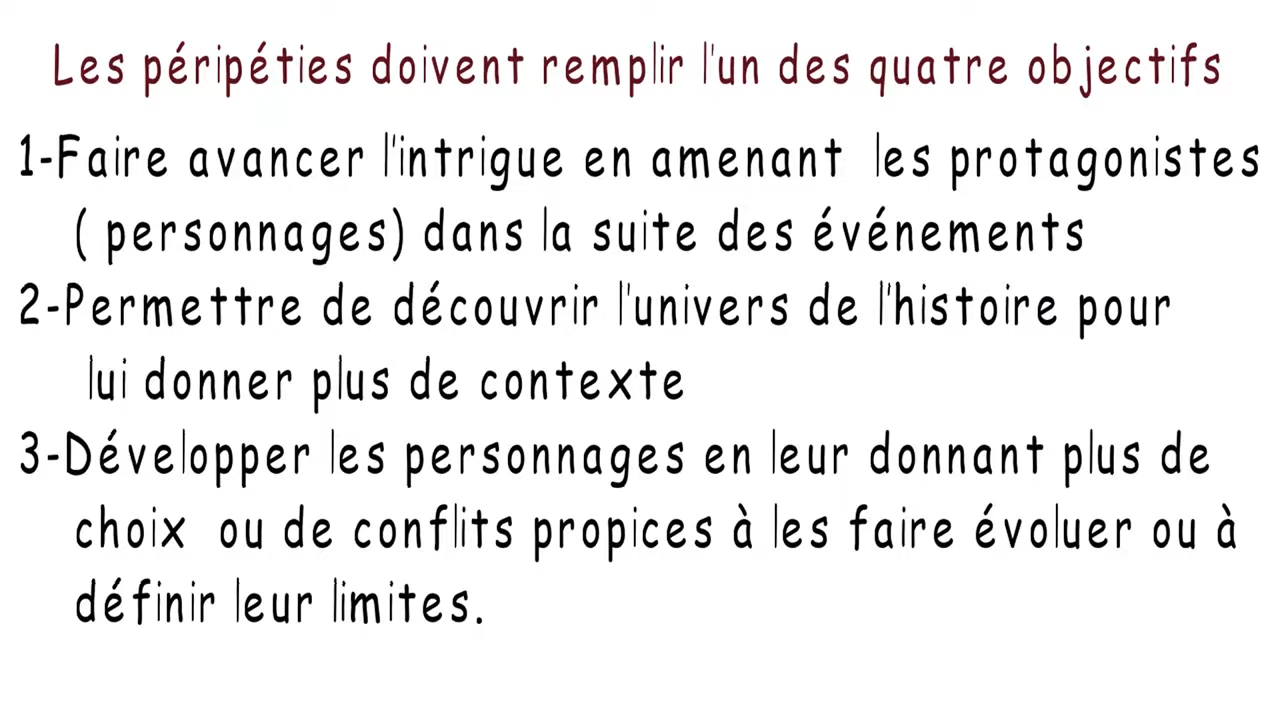 Les péripéties doivent remplir l'un des quatre objectifs
1-Faire avancer l'intrigue en amenant les protagonistes
( personnages) dans la suite des événements
2-Permettre de découvrir l'univers de l'histoire pour
lui donner plus de contexte
3-Développer les personnages en leur donnant plus de
choix ou de conflits propices à les faire évoluer ou à
définir leur limites.